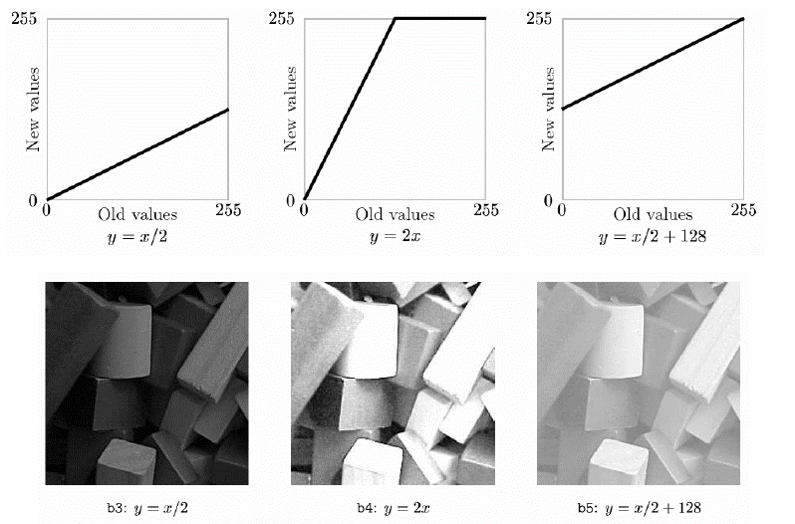 255
New values
0
0
Old values
255
y = x/2
255
New values
0
0
Old values
255
y = 2x
255
New values
0
0
Old values
255
y = x/2 + 128
b3: y = x/2
b4: y = 2x
b5: y = x/2 + 128